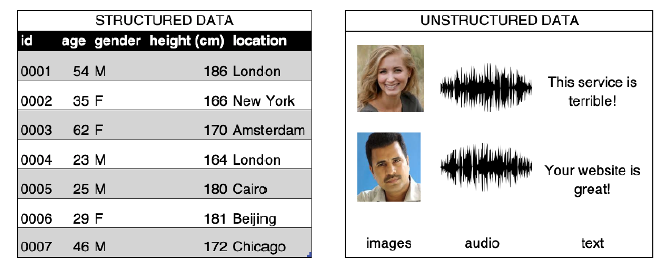 STRUCTURED DATA
id age gender height (cm) location
0001 54 M 186 London
0002 35 F 166 New York
0003 62 F 170 Amsterdam
0004 23 M 164 London
0005 25 M 180 Cairo
0006 29 F 181 Beijing
0007 46 M 172 Chicago
UNSTRUCTURED DATA
This service is
terrible!
Your website is
great!
images audio text